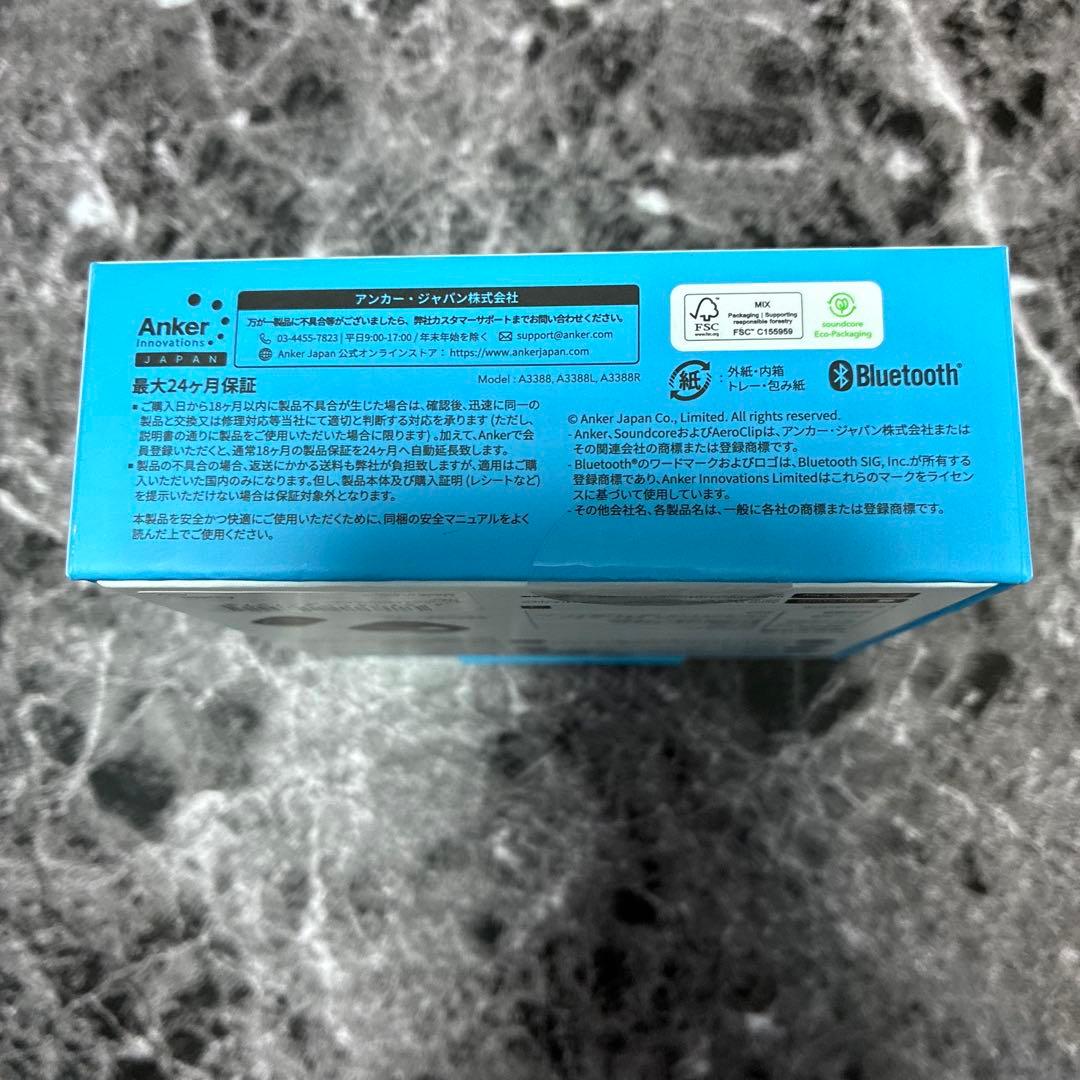 Anker
Innovations
JAPAN
アンカー・ジャパン株式会社
万が一製品に不具合等がございましたら、弊社カスタマーサポートまでお問い合わせください。
03-4455-7823 | 平日9:00-17:00 / 年末年始を除く support@anker.com
Anker Japan 公式オンラインストア: https://www.ankerjapan.com
最大24ヶ月保証
Model : A3388, A3388L, A3388R
■ご購入日から18ヶ月以内に製品不具合が生じた場合は、確認後、迅速に同一の
製品と交換又は修理対応等当社にて適切と判断する対応を承ります (ただし、
説明書の通りに製品をご使用いただいた場合に限ります) 。加えて、Ankerで会
員登録いただくと、通常18ヶ月の製品保証を24ヶ月へ自動延長致します。
■製品の不具合の場合、返送にかかる送料も弊社が負担致しますが、適用はご購
入いただいた国内のみになります。但し、製品本体及び購入証明 (レシートなど)
を提示いただけない場合は保証対象外となります。
本製品を安全かつ快適にご使用いただくために、同梱の安全マニュアルをよく
読んだ上でご使用ください。
FSC
www.fsc.org
MIX
Packaging | Supporting
responsible forestry
FSC™ C155959
soundcore
Eco-Packaging
紙 : 外紙・内箱
トレー・包み紙
Bluetooth®
© Anker Japan Co., Limited. All rights reserved.
- Anker、SoundcoreおよびAeroClipは、アンカー・ジャパン株式会社または
その関連会社の商標または登録商標です。
- Bluetooth®のワードマークおよびロゴは、Bluetooth SIG, Inc.が所有する
登録商標であり、Anker Innovations Limitedはこれらのマークをライセン
スに基づいて使用しています。
- その他会社名、各製品名は、一般に各社の商標または登録商標です。